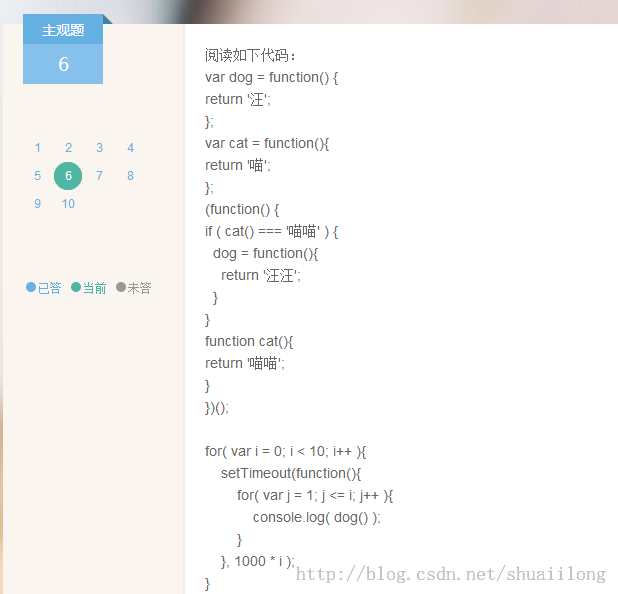 主观题
6
1 2 3 4
5 6 7 8
9 10
已答 当前 未答
阅读如下代码：
var dog = function() {
return '汪';
};
var cat = function(){
return '喵';
};
(function() {
if ( cat() === '喵喵' ) {
dog = function(){
return '汪汪';
}
}
function cat(){
return '喵喵';
}
})();
for( var i = 0; i < 10; i++ ){
setTimeout(function(){
for( var j = 1; j <= i; j++ ){
console.log( dog() );
}
}, 1000 * i );
}
http://blog.csdn.net/shuaiilong